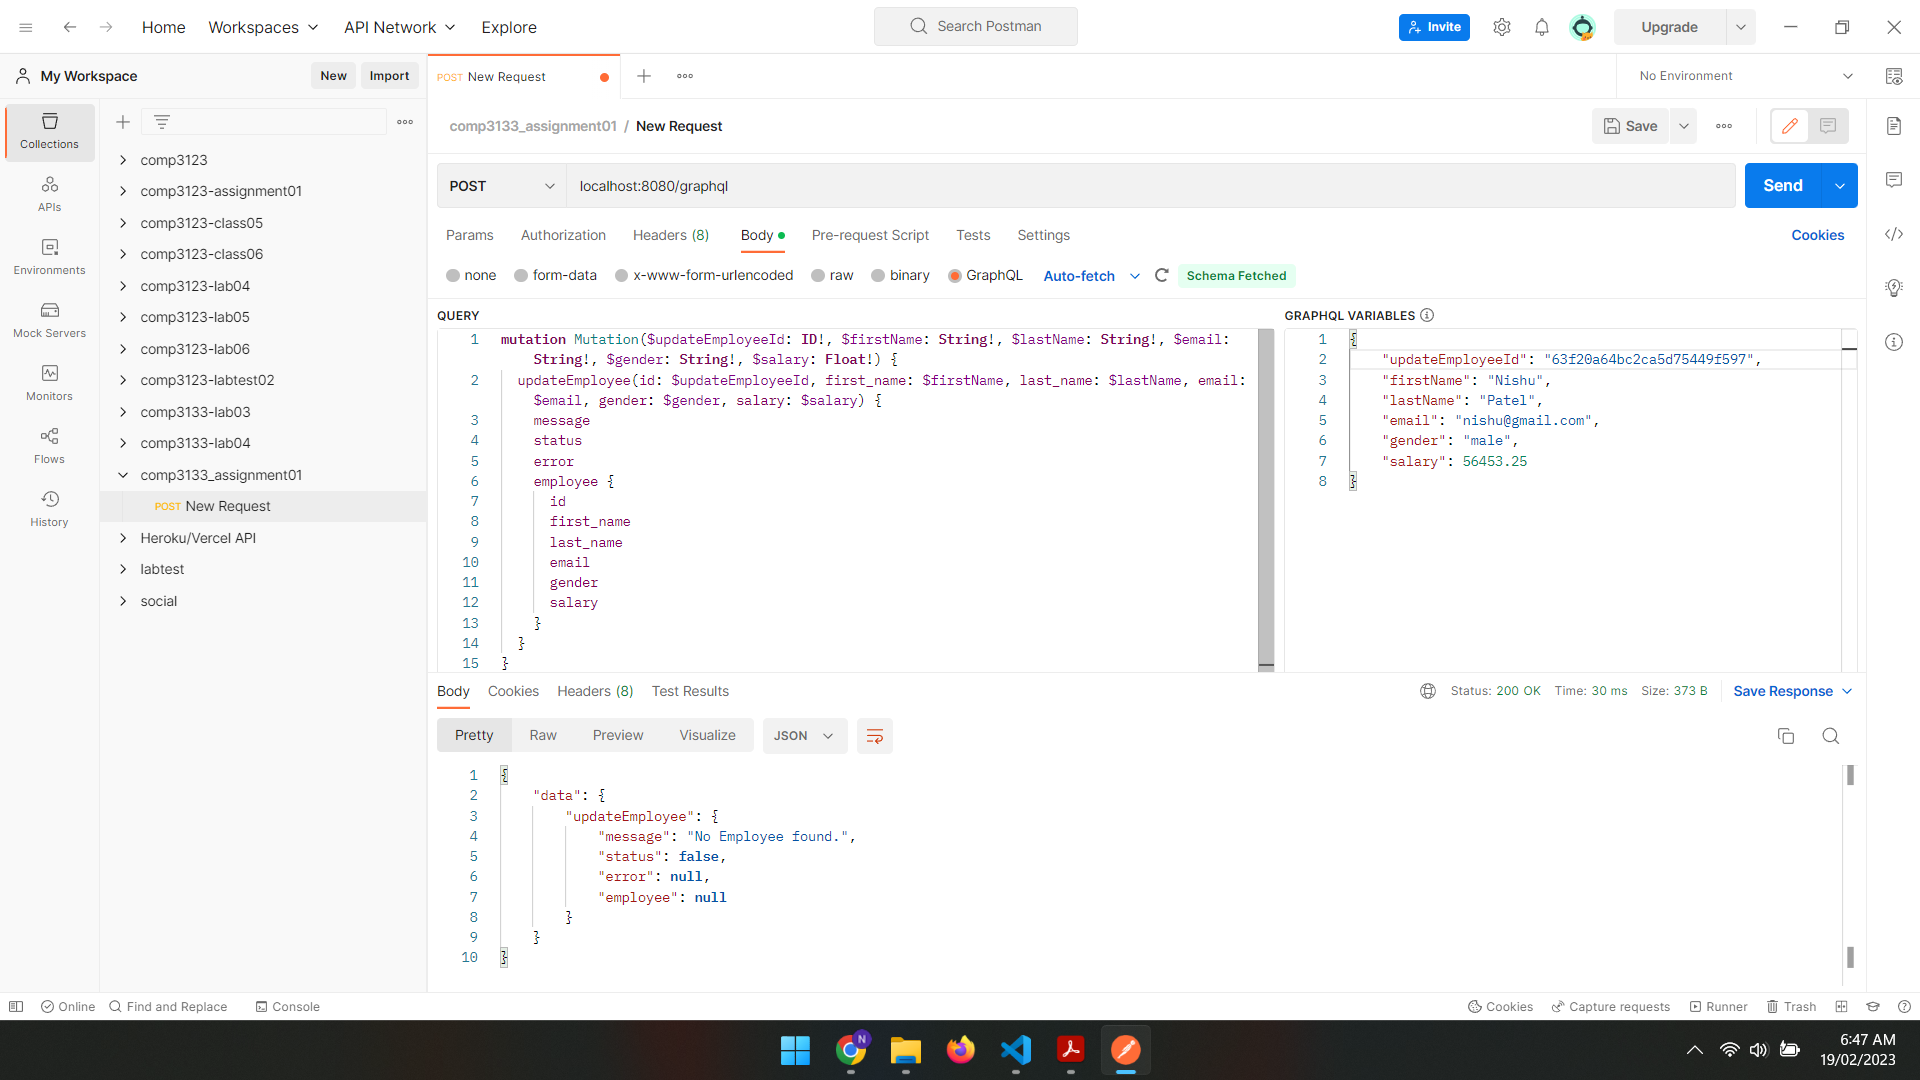 Home
Workspaces
API Network
Explore
Search Postman
Invite
Upgrade
My Workspace
New
Import
POST New Request
No Environment
Collections
APIs
Environments
Mock Servers
Monitors
Flows
History
comp3123
comp3123-assignment01
comp3123-class05
comp3123-class06
comp3123-lab04
comp3123-lab05
comp3123-lab06
comp3123-labtest02
comp3133-lab03
comp3133-lab04
comp3133_assignment01
POST New Request
Heroku/Vercel API
labtest
social
comp3133_assignment01 / New Request
Save
POST
localhost:8080/graphql
Send
Params
Authorization
Headers (8)
Body
Pre-request Script
Tests
Settings
Cookies
none
form-data
x-www-form-urlencoded
raw
binary
GraphQL
Auto-fetch
Schema Fetched
QUERY
1 mutation Mutation($updateEmployeeId: ID!, $firstName: String!, $lastName: String!, $email:
String!, $gender: String!, $salary: Float!) {
2 updateEmployee(id: $updateEmployeeId, first_name: $firstName, last_name: $lastName, email:
$email, gender: $gender, salary: $salary) {
3 message
4 status
5 error
6 employee {
7 id
8 first_name
9 last_name
10 email
11 gender
12 salary
13 }
14 }
15 }
GRAPHQL VARIABLES
1 {
2 "updateEmployeeId": "63f20a64bc2ca5d75449f597",
3 "firstName": "Nishu",
4 "lastName": "Patel",
5 "email": "nishu@gmail.com",
6 "gender": "male",
7 "salary": 56453.25
8 }
Body
Cookies
Headers (8)
Test Results
Status: 200 OK
Time: 30 ms
Size: 373 B
Save Response
Pretty
Raw
Preview
Visualize
JSON
1 {
2 "data": {
3 "updateEmployee": {
4 "message": "No Employee found.",
5 "status": false,
6 "error": null,
7 "employee": null
8 }
9 }
10 }
Online
Find and Replace
Console
Cookies
Capture requests
Runner
Trash
N
6:47 AM
19/02/2023